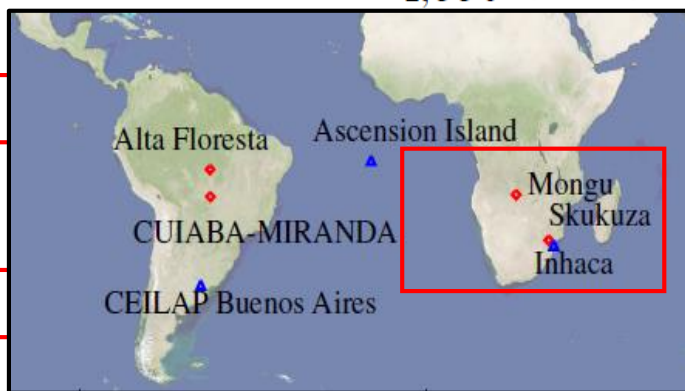 Alta Floresta
Ascension Island
Mongu
Skukuza
CUIABA-MIRANDA
Inhaca
CEILAP Buenos Aires